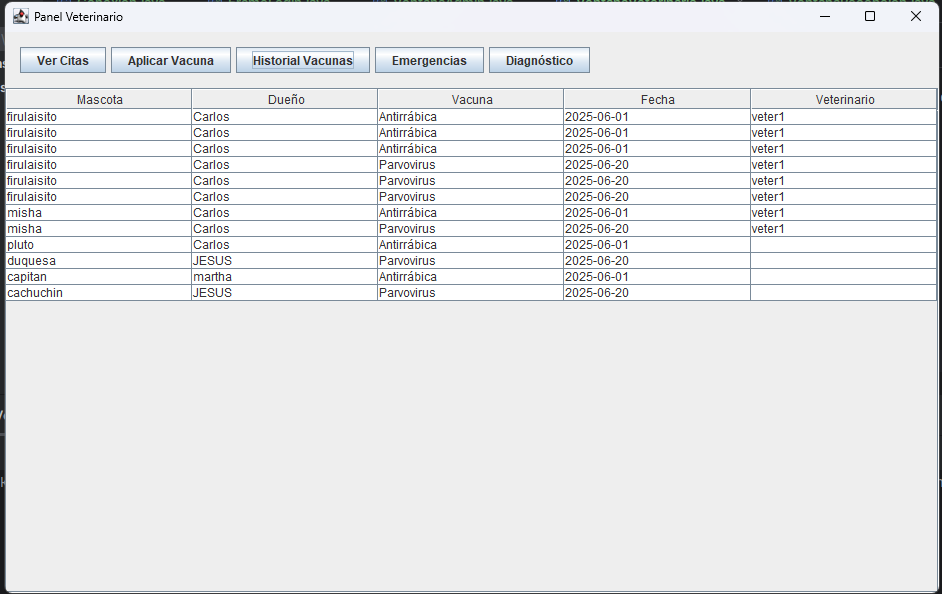 Panel Veterinario
Ver Citas Aplicar Vacuna Historial Vacunas Emergencias Diagnóstico
Mascota Dueño Vacuna Fecha Veterinario
firulaisito Carlos Antirrábica 2025-06-01 veter1
firulaisito Carlos Antirrábica 2025-06-01 veter1
firulaisito Carlos Antirrábica 2025-06-01 veter1
firulaisito Carlos Parvovirus 2025-06-20 veter1
firulaisito Carlos Parvovirus 2025-06-20 veter1
firulaisito Carlos Parvovirus 2025-06-20 veter1
misha Carlos Antirrábica 2025-06-01 veter1
misha Carlos Parvovirus 2025-06-20 veter1
pluto Carlos Antirrábica 2025-06-01
duquesa JESUS Parvovirus 2025-06-20
capitan martha Antirrábica 2025-06-01
cachuchin JESUS Parvovirus 2025-06-20